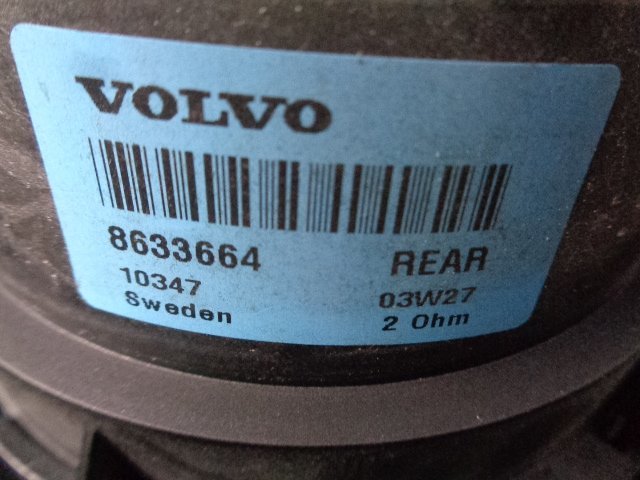 VOLVO
8633664 REAR
10347 03W27
Sweden 2 Ohm